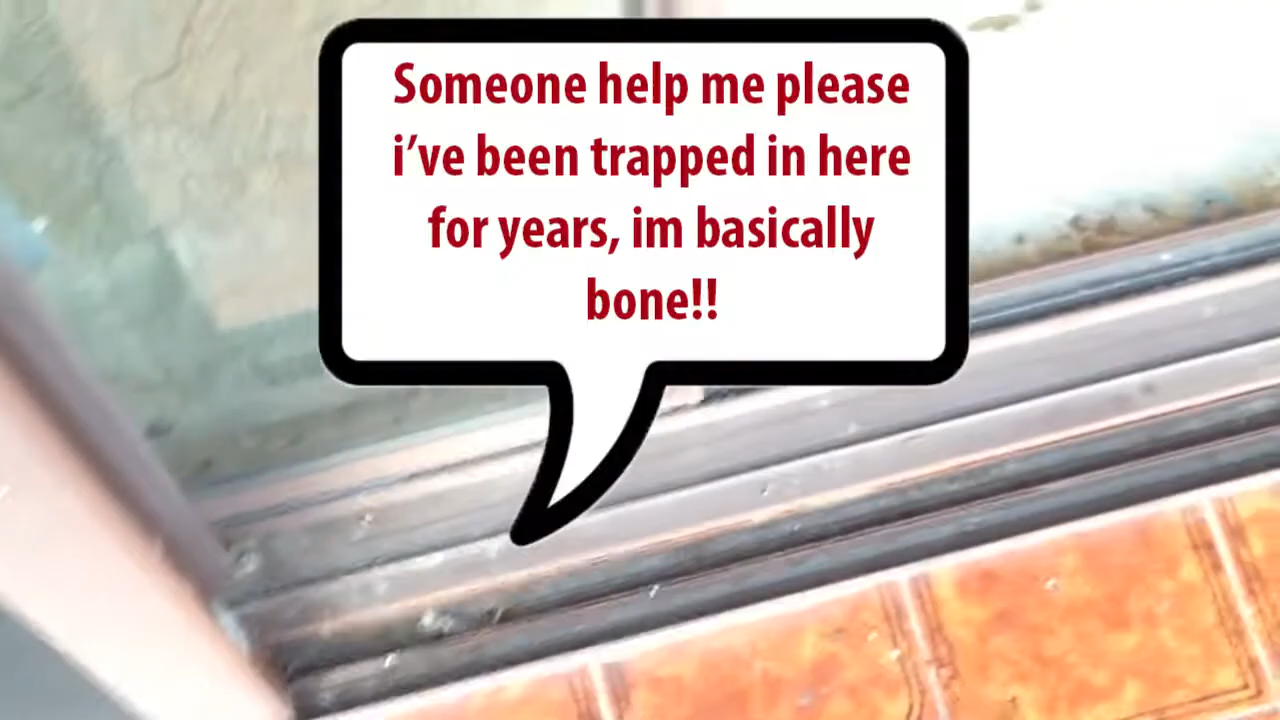 Someone help me please
i’ve been trapped in here
for years, im basically
bone!!